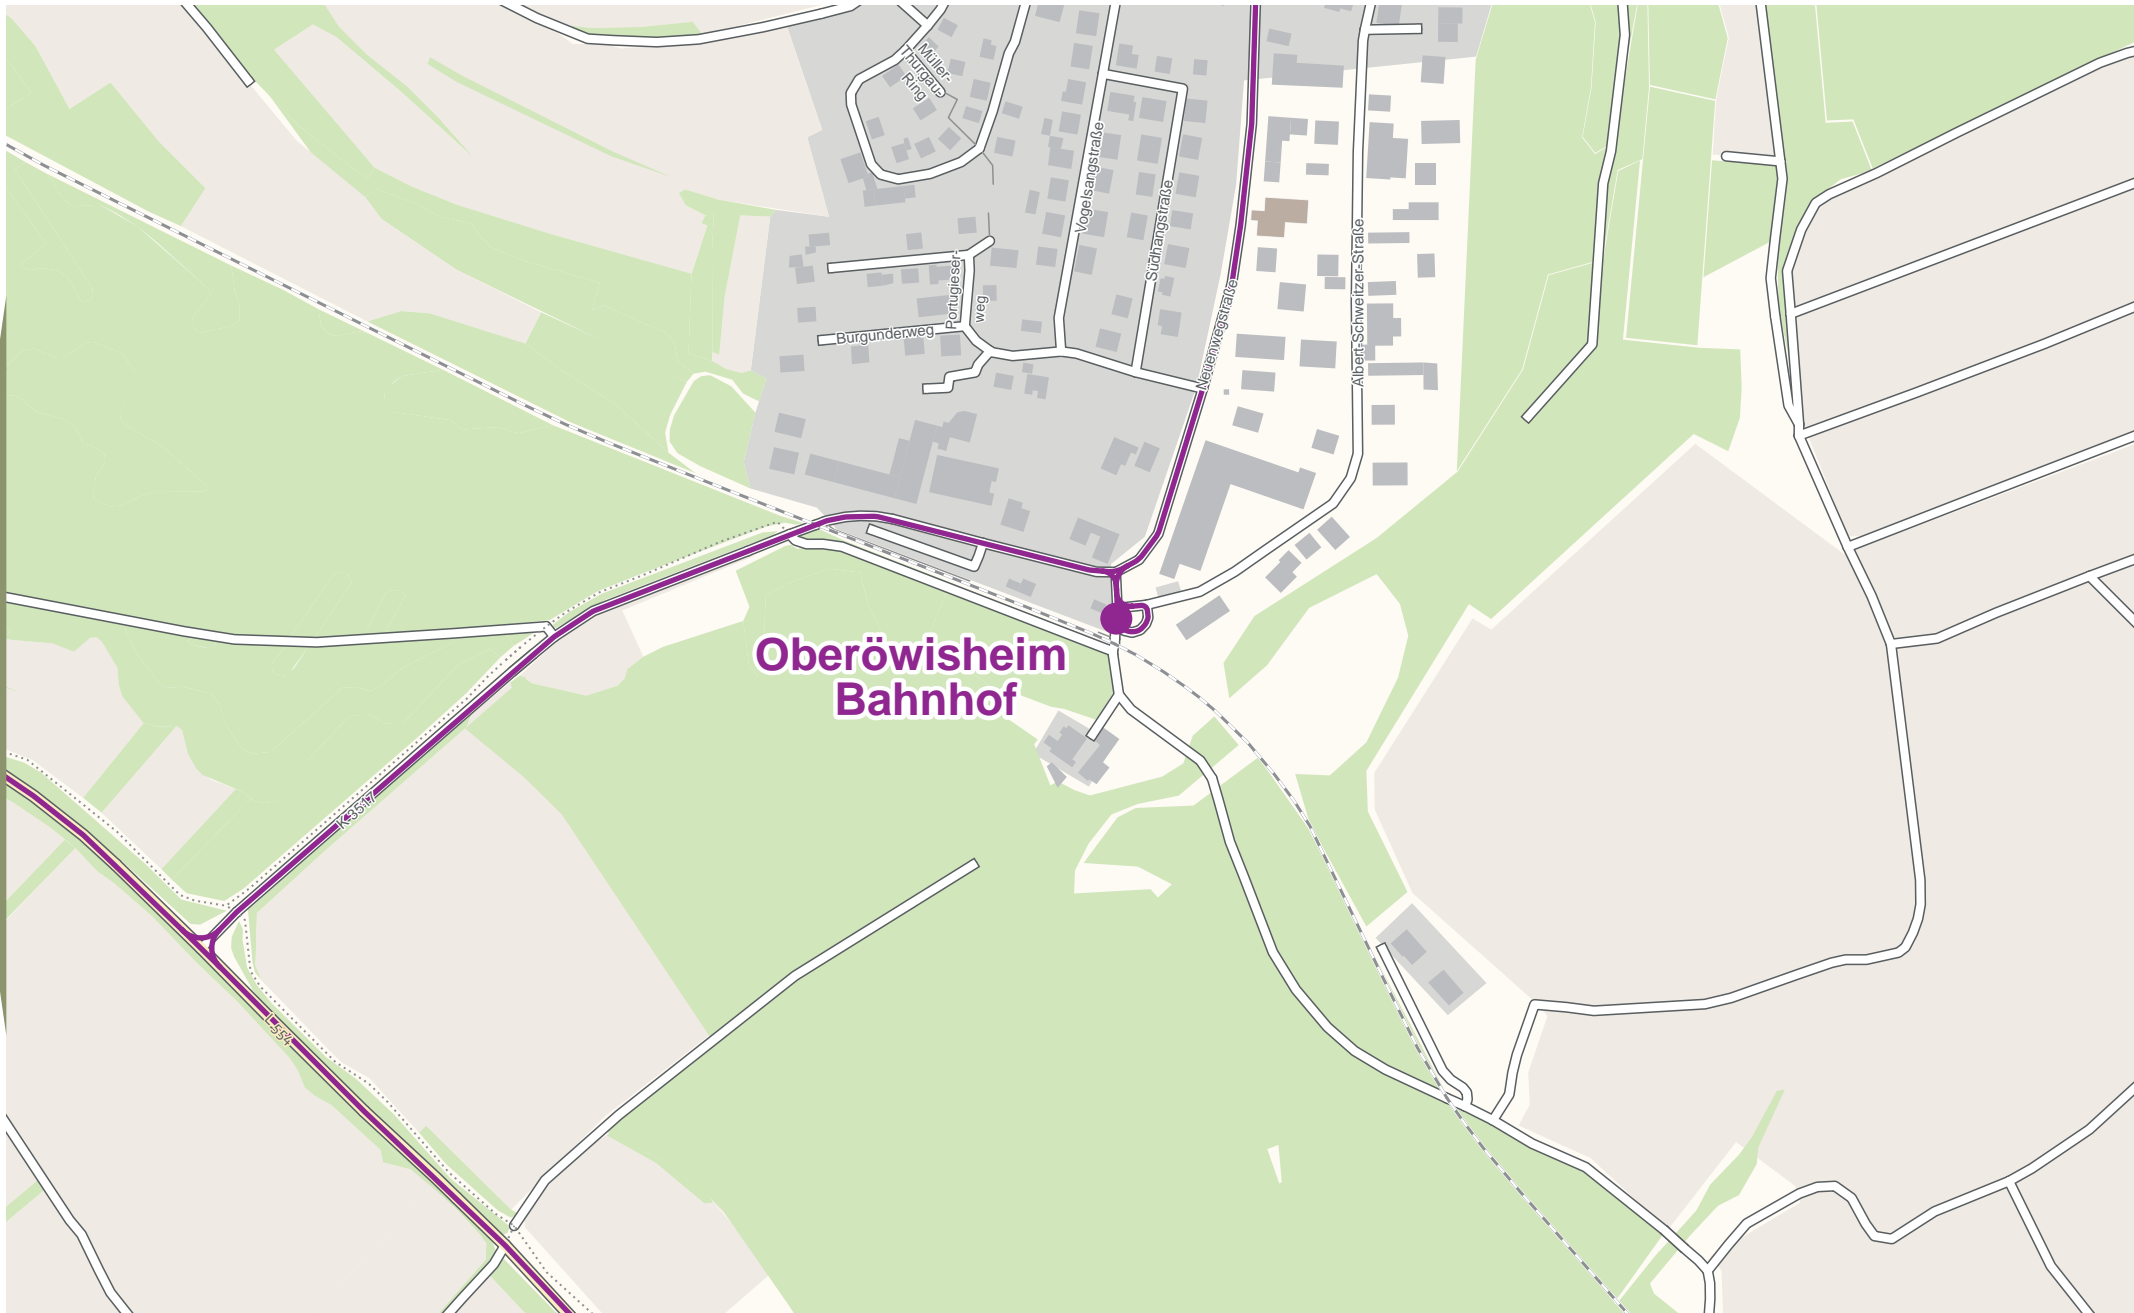 Müller-
Thurgau-
Ring
Vogelsangstraße
Südhangstraße
Albert-Schweitzer-Straße
Portugieser-
weg
Burgunderweg
Neuenwegstraße
Oberöwisheim
Bahnhof
K 3517
L 554